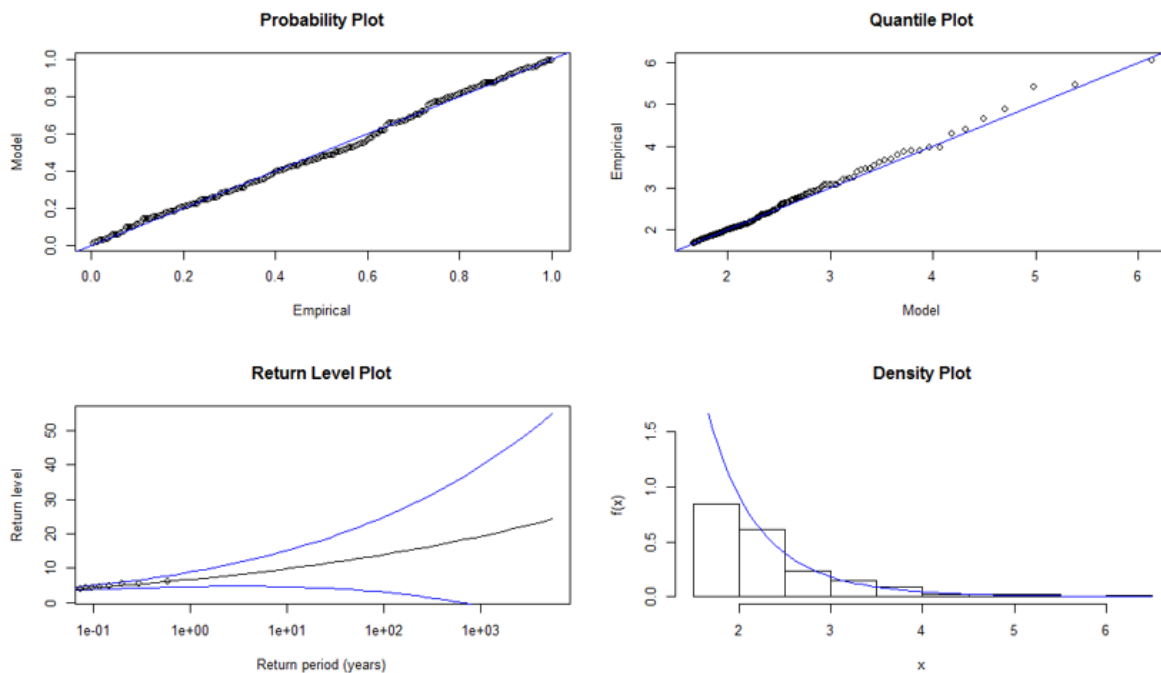 Probability Plot
Model
0.0 0.2 0.4 0.6 0.8 1.0
0.0 0.2 0.4 0.6 0.8 1.0
Empirical
Quantile Plot
Empirical
2 3 4 5 6
2 3 4 5 6
Model
Return Level Plot
Return level
0 10 20 30 40 50
1e-01 1e+00 1e+01 1e+02 1e+03
Return period (years)
Density Plot
f(x)
0.0 0.5 1.0 1.5
2 3 4 5 6
x